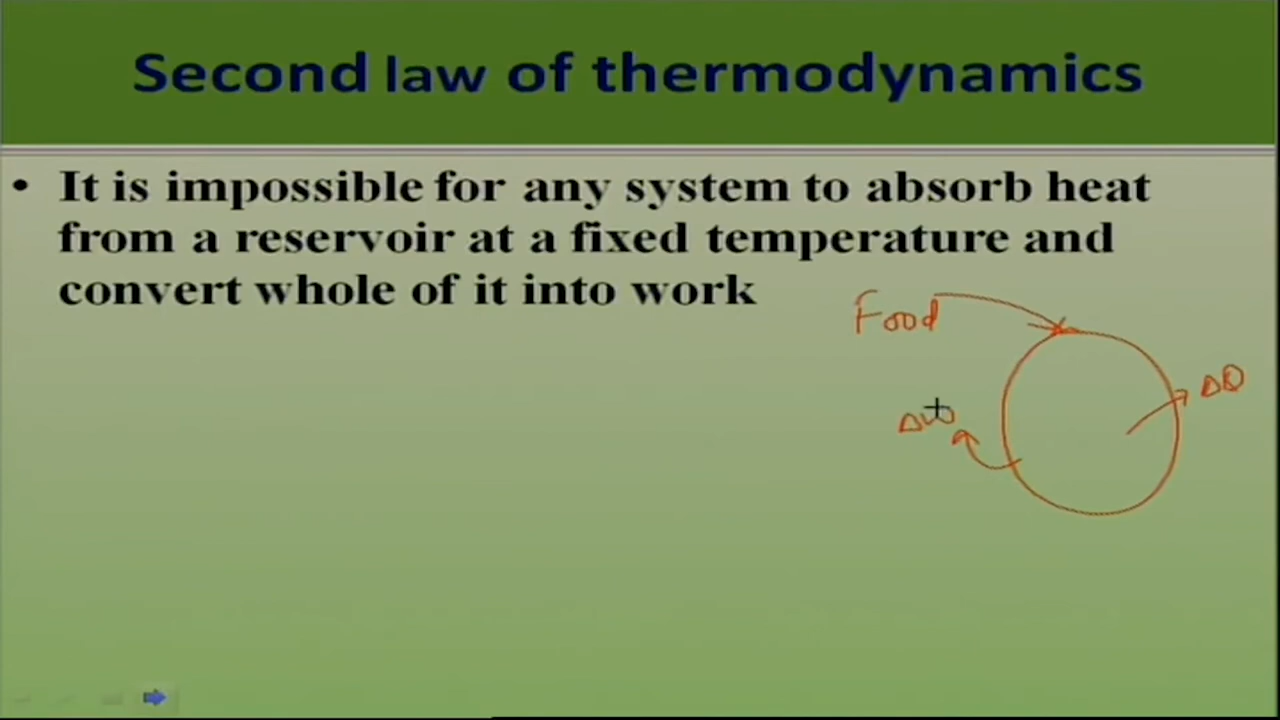 Second law of thermodynamics
• It is impossible for any system to absorb heat
from a reservoir at a fixed temperature and
convert whole of it into work
Food
ΔQ
Δω